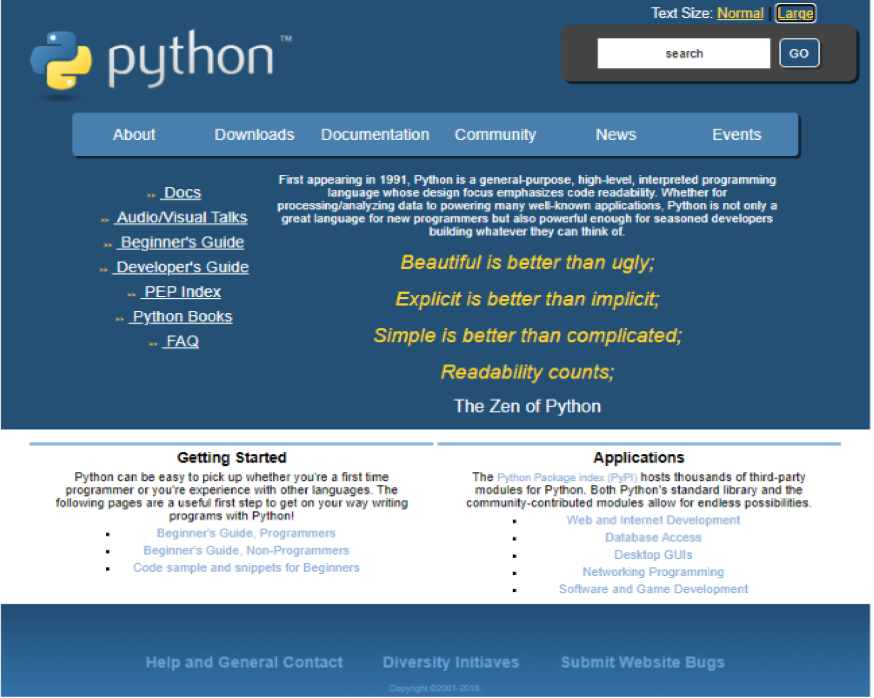 Text Size: Normal | Large
python™
search GO
About Downloads Documentation Community News Events
›› Docs
›› Audio/Visual Talks
›› Beginner's Guide
›› Developer's Guide
›› PEP Index
›› Python Books
›› FAQ
First appearing in 1991, Python is a general-purpose, high-level, interpreted programming
language whose design focus emphasizes code readability. Whether for
processing/analyzing data to powering many well-known applications, Python is not only a
great language for new programmers but also powerful enough for seasoned developers
building whatever they can think of.
Beautiful is better than ugly;
Explicit is better than implicit;
Simple is better than complicated;
Readability counts;
The Zen of Python
Getting Started
Python can be easy to pick up whether you're a first time
programmer or you're experience with other languages. The
following pages are a useful first step to get on your way writing
programs with Python!
Beginner's Guide, Programmers
Beginner's Guide, Non-Programmers
Code sample and snippets for Beginners
Applications
The Python Package index (PyPI) hosts thousands of third-party
modules for Python. Both Python's standard library and the
community-contributed modules allow for endless possibilities.
Web and Internet Development
Database Access
Desktop GUIs
Networking Programming
Software and Game Development
Help and General Contact Diversity Initiaves Submit Website Bugs
Copyright ©2001-2016.